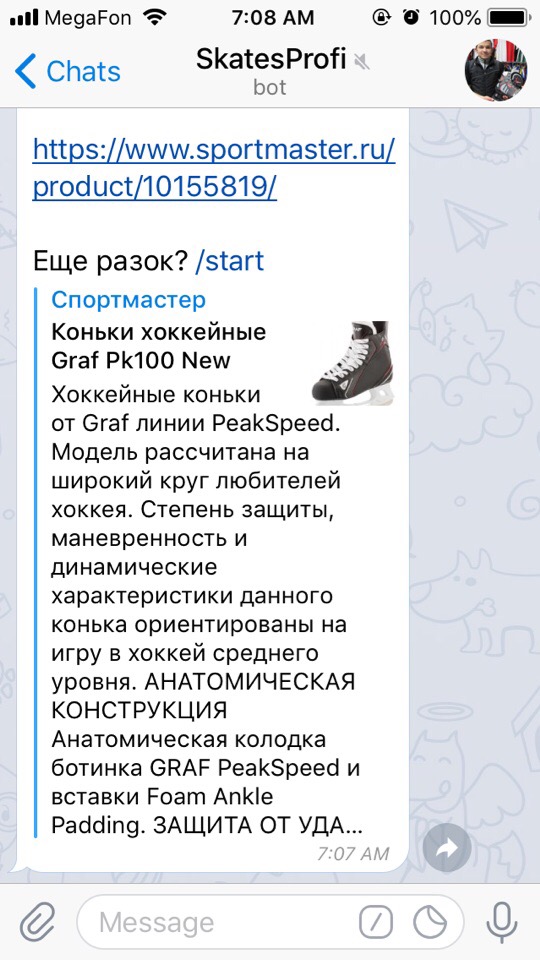 MegaFon 7:08 AM 100%
Chats
SkatesProfi
bot
https://www.sportmaster.ru/
product/10155819/
Еще разок? /start
Спортмастер
Коньки хоккейные
Graf Pk100 New
Хоккейные коньки
от Graf линии PeakSpeed.
Модель рассчитана на
широкий круг любителей
хоккея. Степень защиты,
маневренность и
динамические
характеристики данного
конька ориентированы на
игру в хоккей среднего
уровня. АНАТОМИЧЕСКАЯ
КОНСТРУКЦИЯ
Анатомическая колодка
ботинка GRAF PeakSpeed и
вставки Foam Ankle
Padding. ЗАЩИТА ОТ УДА...
7:07 AM
Message